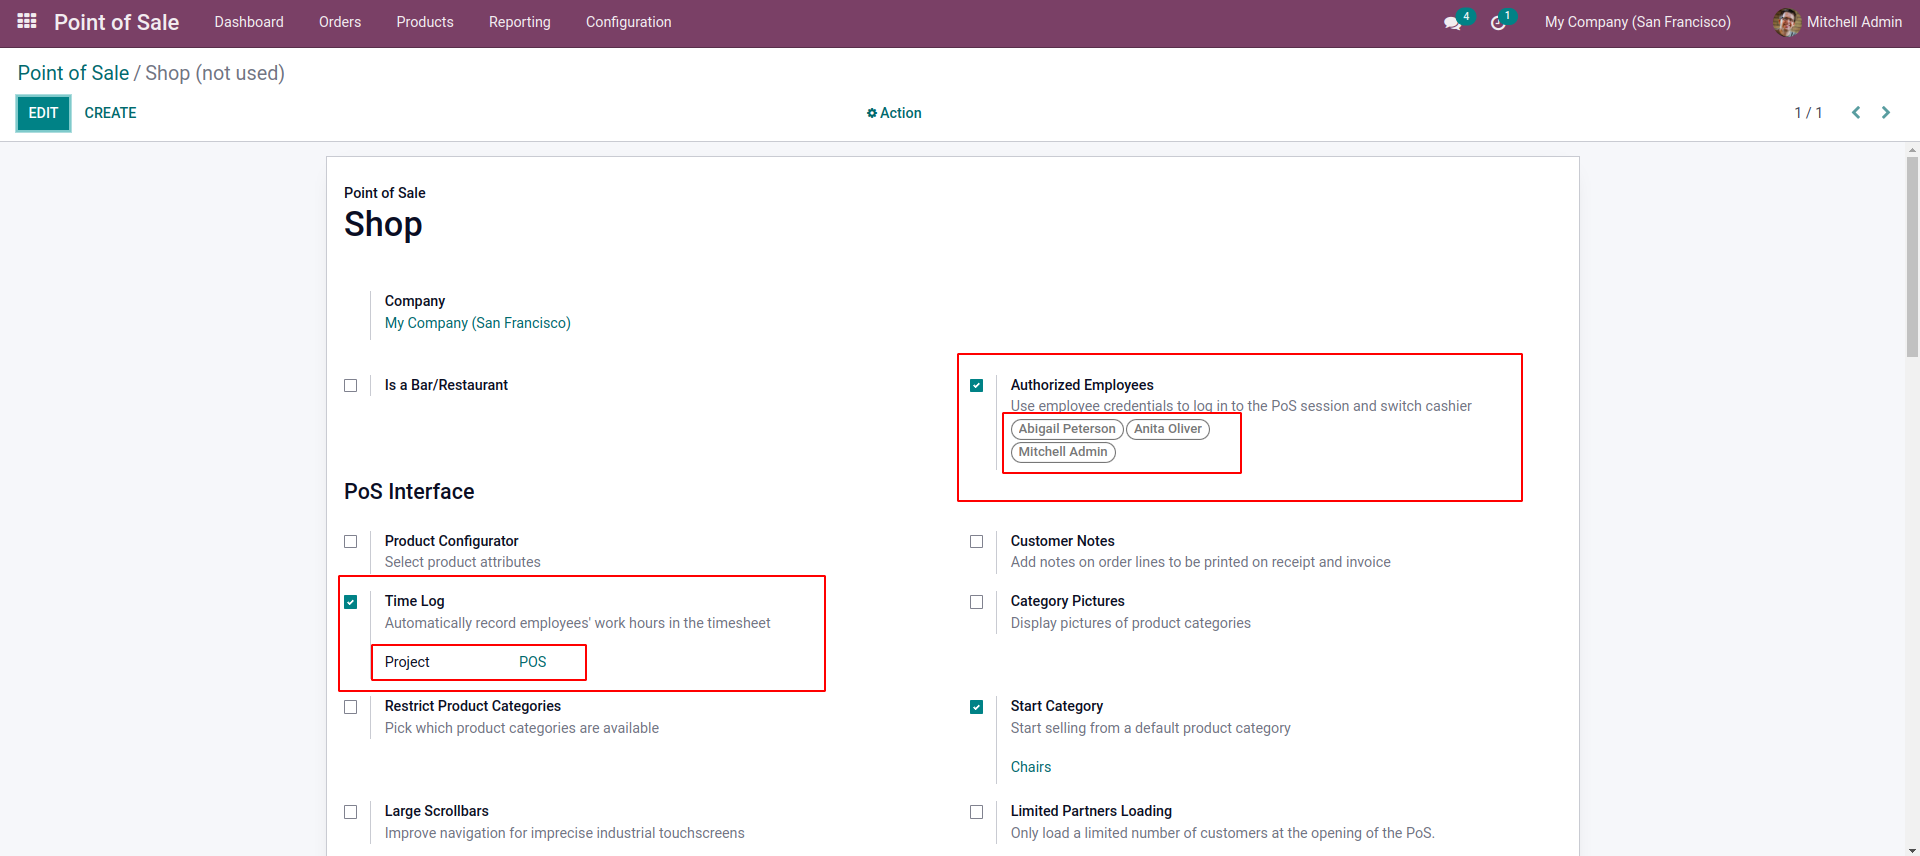 Point of Sale Dashboard Orders Products Reporting Configuration 4 1 My Company (San Francisco) Mitchell Admin
Point of Sale / Shop (not used)
EDIT CREATE Action 1 / 1
Point of Sale
Shop
Company
My Company (San Francisco)
Is a Bar/Restaurant
Authorized Employees
Use employee credentials to log in to the PoS session and switch cashier
Abigail Peterson Anita Oliver
Mitchell Admin
PoS Interface
Product Configurator
Select product attributes
Customer Notes
Add notes on order lines to be printed on receipt and invoice
Time Log
Automatically record employees' work hours in the timesheet
Project POS
Category Pictures
Display pictures of product categories
Restrict Product Categories
Pick which product categories are available
Start Category
Start selling from a default product category
Chairs
Large Scrollbars
Improve navigation for imprecise industrial touchscreens
Limited Partners Loading
Only load a limited number of customers at the opening of the PoS.